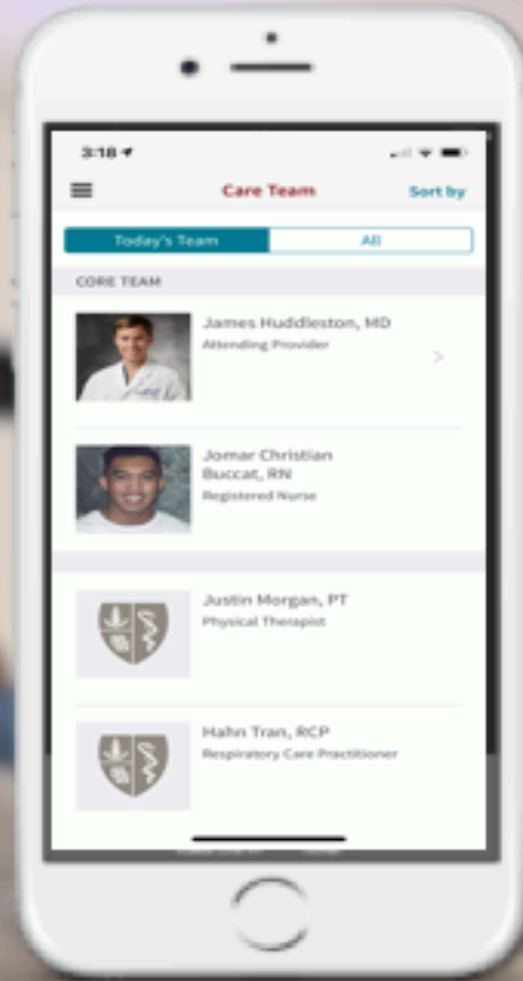 3:18
Care Team
Sort by
Today's Team
All
CORE TEAM
James Huddleston, MD
Attending Provider
Jomar Christian
Buccat, RN
Registered Nurse
Justin Morgan, PT
Physical Therapist
Hahn Tran, RCP
Respiratory Care Practitioner